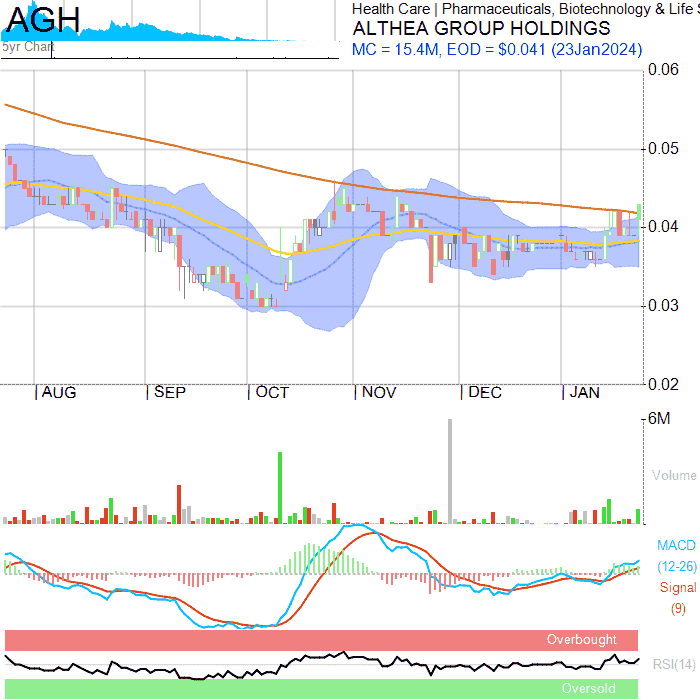 AGH
5yr Chart
Health Care | Pharmaceuticals, Biotechnology & Life S
ALTHEA GROUP HOLDINGS
MC = 15.4M, EOD = $0.041 (23Jan2024)
0.06
0.05
0.04
0.03
0.02
| AUG | SEP | OCT | NOV | DEC | JAN
6M
Volume
MACD
(12-26)
Signal
(9)
Overbought
RSI(14)
Oversold